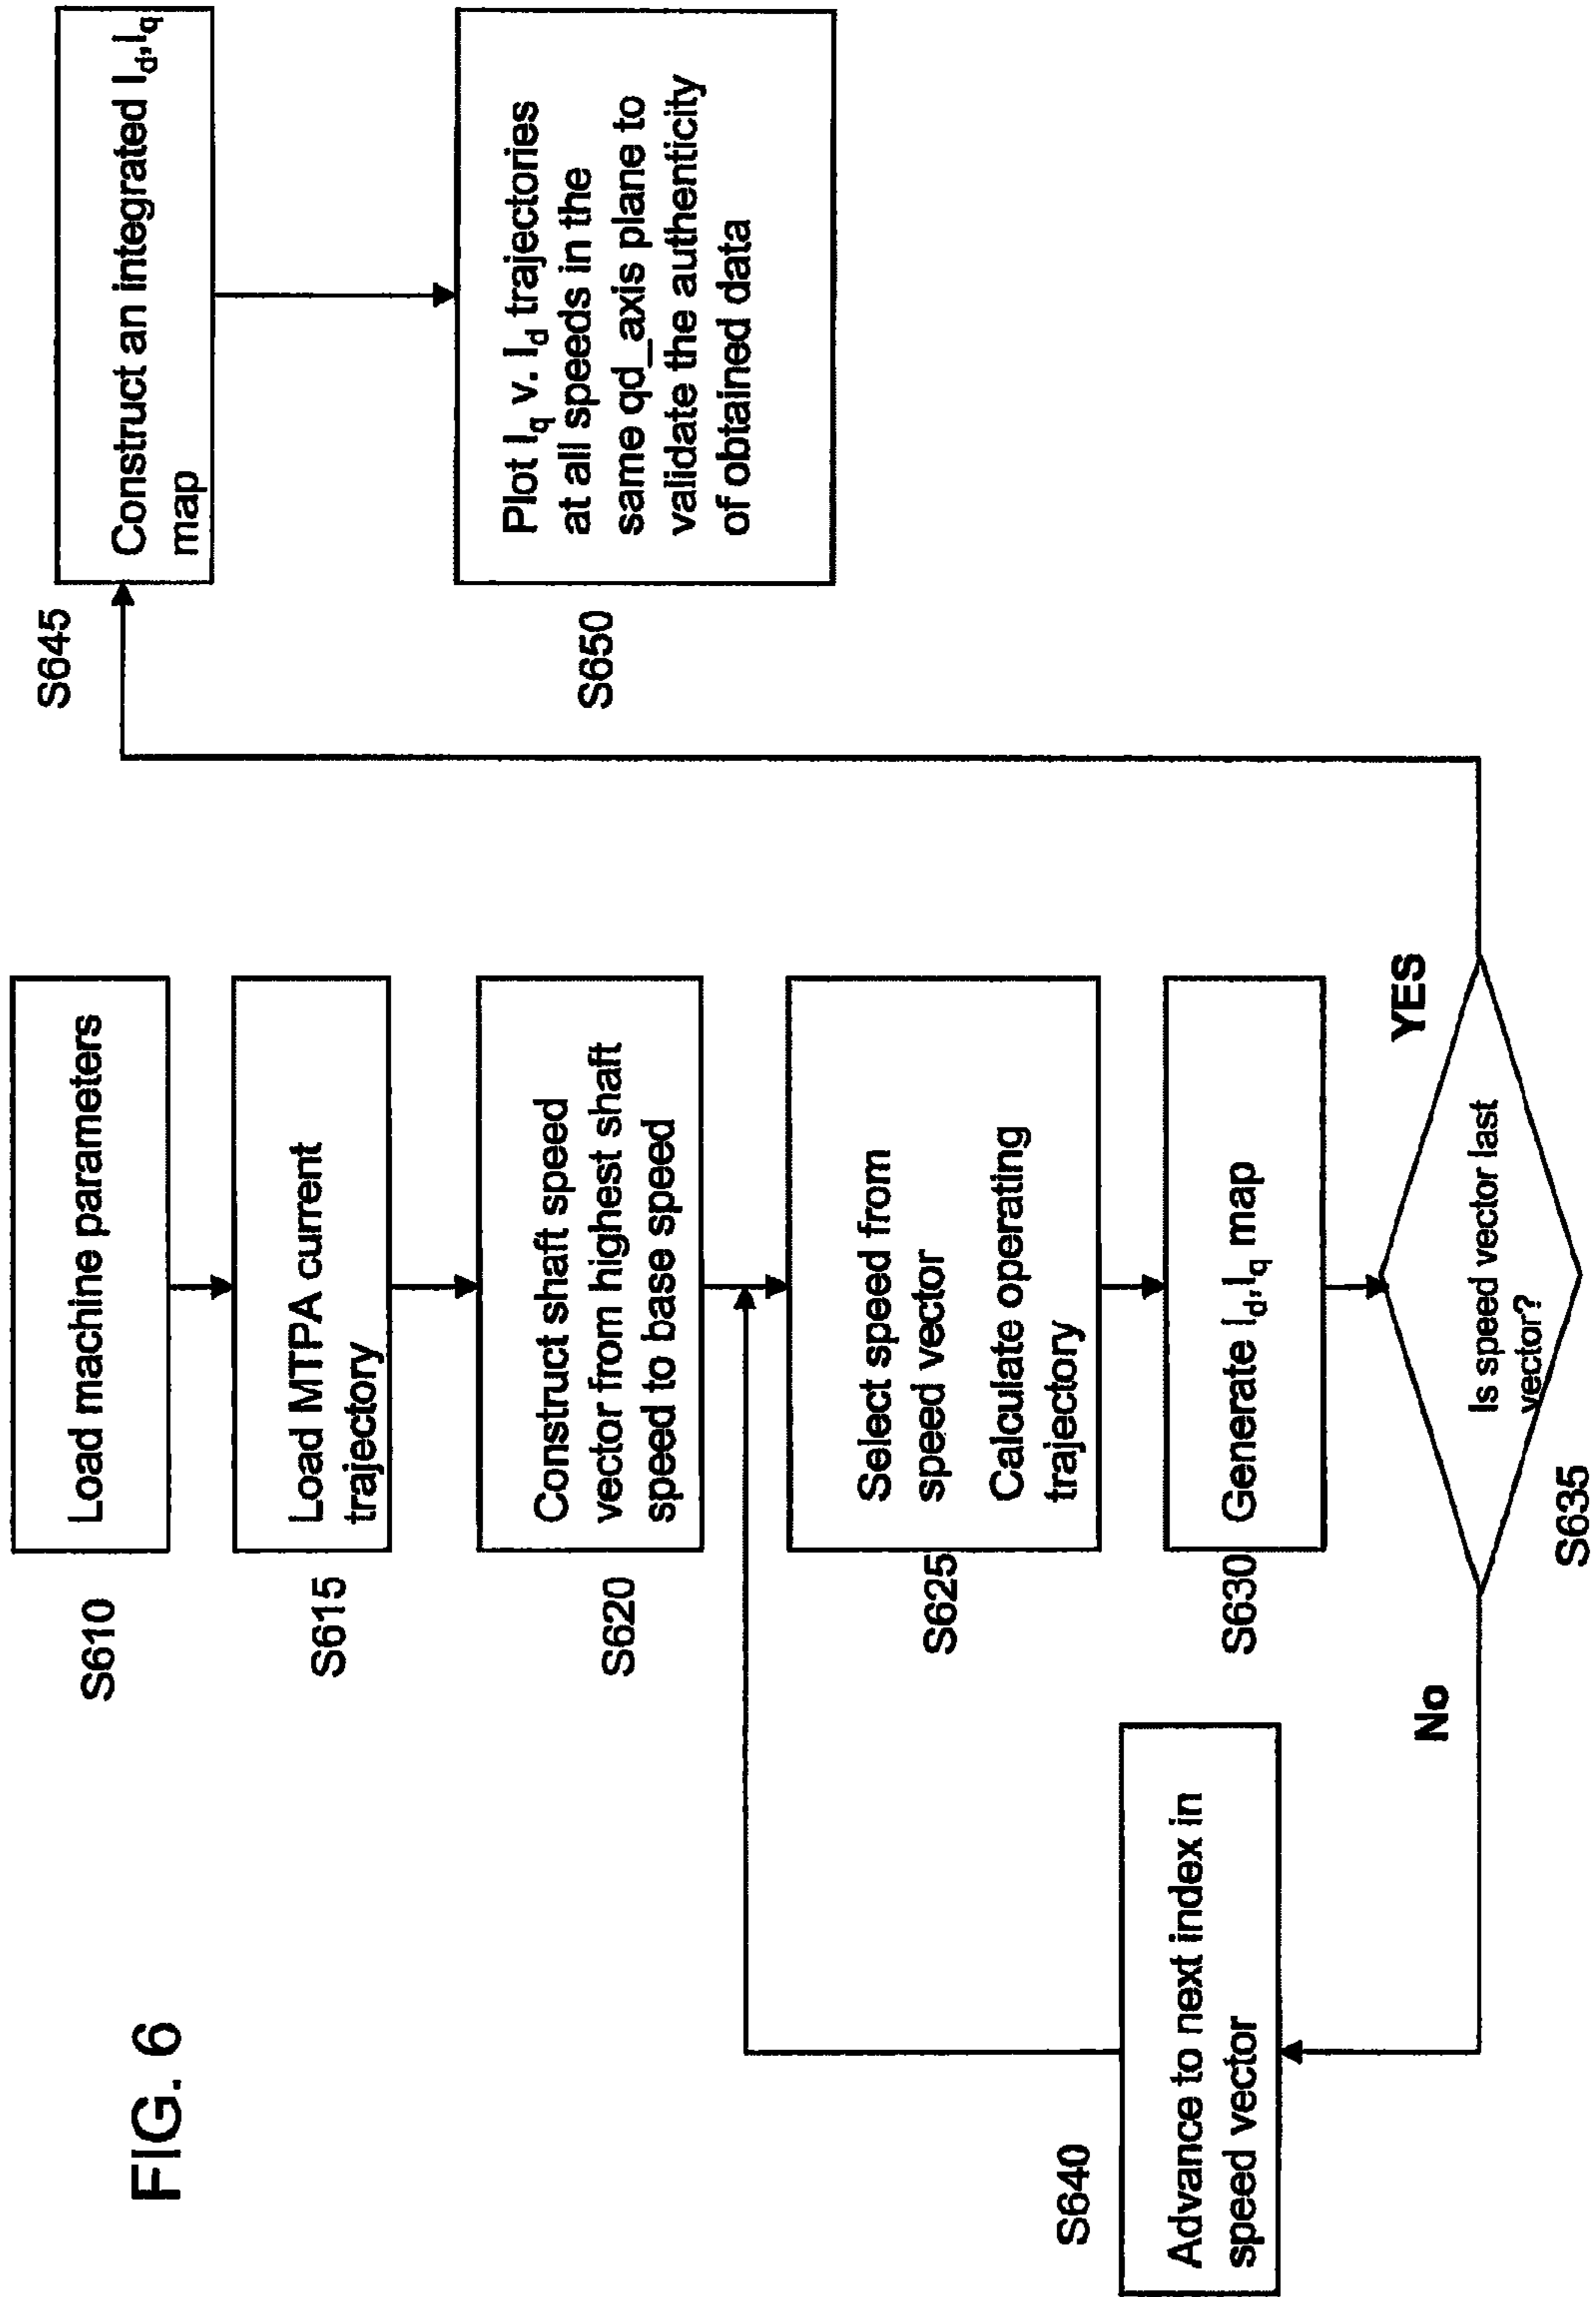 FIG. 6
S610
Load machine parameters
S615
Load MTPA current
trajectory
S620
Construct shaft speed
vector from highest shaft
speed to base speed
S625
Select speed from
speed vector
Calculate operating
trajectory
S630
Generate Id,Iq map
S635
Is speed vector last
vector?
No
YES
S640
Advance to next index in
speed vector
S645
Construct an integrated Id,Iq
map
S650
Plot Iq v. Id trajectories
at all speeds in the
same qd_axis plane to
validate the authenticity
of obtained data